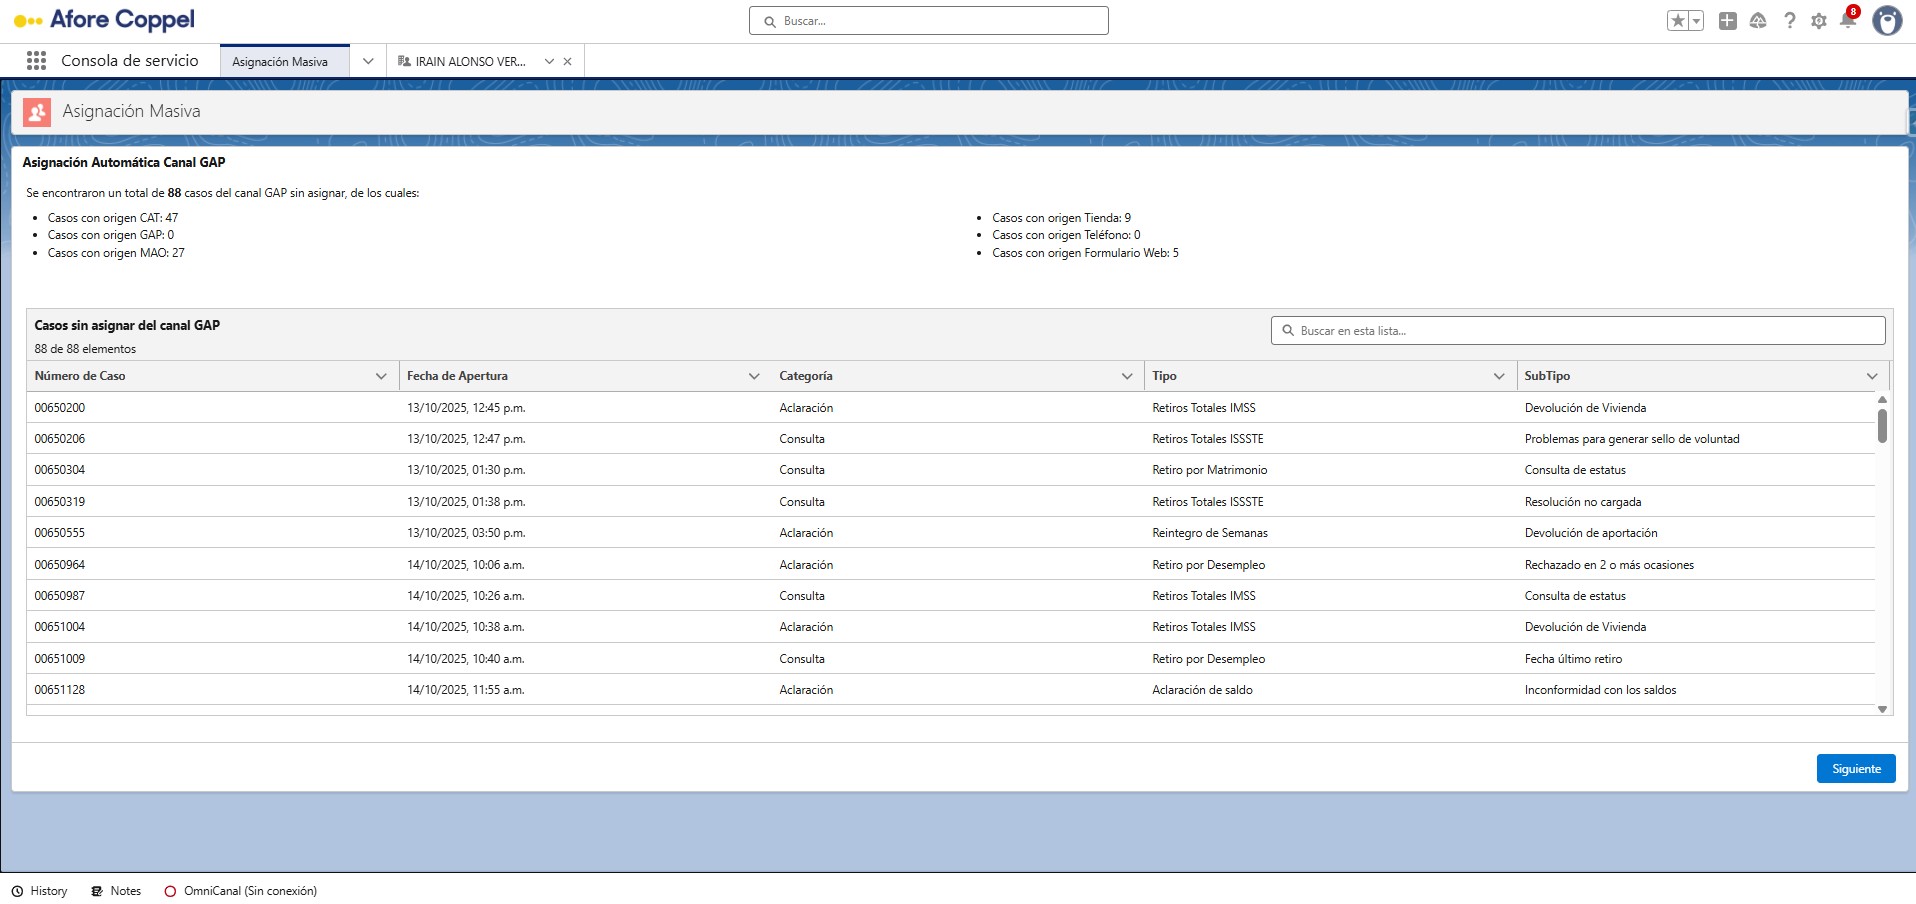 Afore Coppel
Buscar...
8
Consola de servicio
Asignación Masiva
IRAIN ALONSO VER...
Asignación Masiva
Asignación Automática Canal GAP
Se encontraron un total de 88 casos del canal GAP sin asignar, de los cuales:
Casos con origen CAT: 47
Casos con origen GAP: 0
Casos con origen MAO: 27
Casos con origen Tienda: 9
Casos con origen Teléfono: 0
Casos con origen Formulario Web: 5
Casos sin asignar del canal GAP
88 de 88 elementos
Buscar en esta lista...
Número de Caso Fecha de Apertura Categoría Tipo SubTipo
00650200 13/10/2025, 12:45 p.m. Aclaración Retiros Totales IMSS Devolución de Vivienda
00650206 13/10/2025, 12:47 p.m. Consulta Retiros Totales ISSSTE Problemas para generar sello de voluntad
00650304 13/10/2025, 01:30 p.m. Consulta Retiro por Matrimonio Consulta de estatus
00650319 13/10/2025, 01:38 p.m. Consulta Retiros Totales ISSSTE Resolución no cargada
00650555 13/10/2025, 03:50 p.m. Aclaración Reintegro de Semanas Devolución de aportación
00650964 14/10/2025, 10:06 a.m. Aclaración Retiro por Desempleo Rechazado en 2 o más ocasiones
00650987 14/10/2025, 10:26 a.m. Consulta Retiros Totales IMSS Consulta de estatus
00651004 14/10/2025, 10:38 a.m. Aclaración Retiros Totales IMSS Devolución de Vivienda
00651009 14/10/2025, 10:40 a.m. Consulta Retiro por Desempleo Fecha último retiro
00651128 14/10/2025, 11:55 a.m. Aclaración Aclaración de saldo Inconformidad con los saldos
Siguiente
History Notes OmniCanal (Sin conexión)